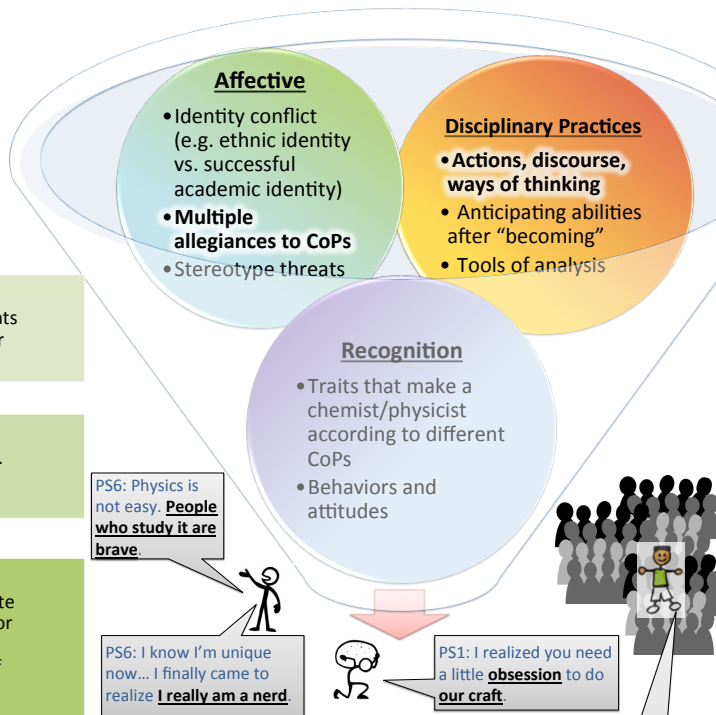 Affective
•Identity conflict
(e.g. ethnic identity
vs. successful
academic identity)
•Multiple
allegiances to CoPs
•Stereotype threats
Disciplinary Practices
•Actions, discourse,
ways of thinking
• Anticipating abilities
after “becoming”
• Tools of analysis
Recognition
•Traits that make a
chemist/physicist
according to different
CoPs
•Behaviors and
attitudes
PS6: Physics is
not easy. People
who study it are
brave.
PS6: I know I’m unique
now... I finally came to
realize I really am a nerd.
PS1: I realized you need
a little obsession to do
our craft.